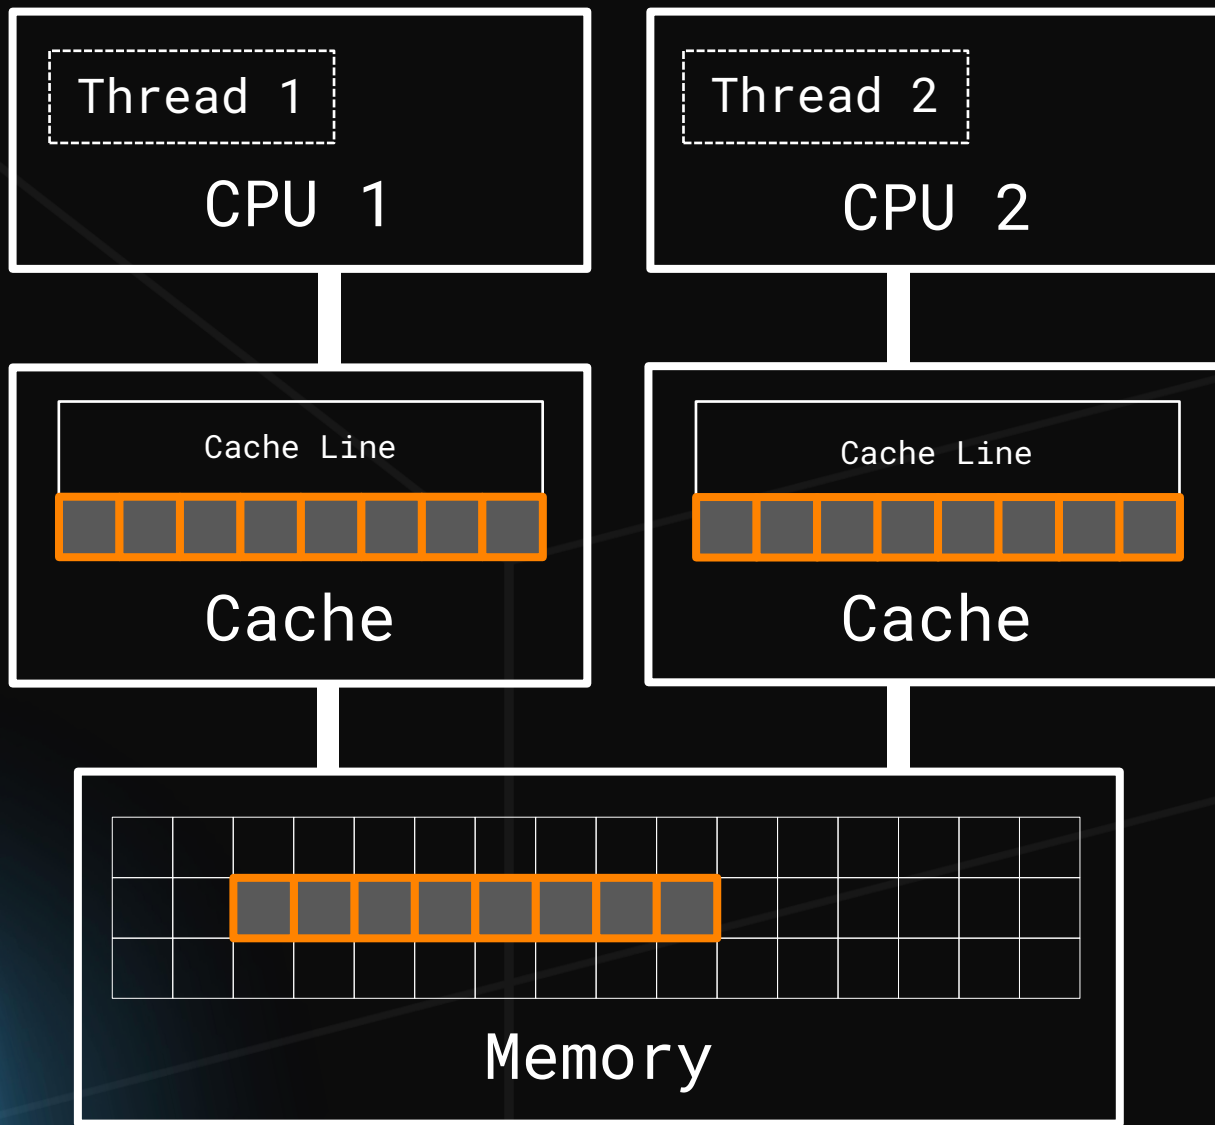 Thread 1
CPU 1
Thread 2
CPU 2
Cache Line
Cache
Cache Line
Cache
Memory